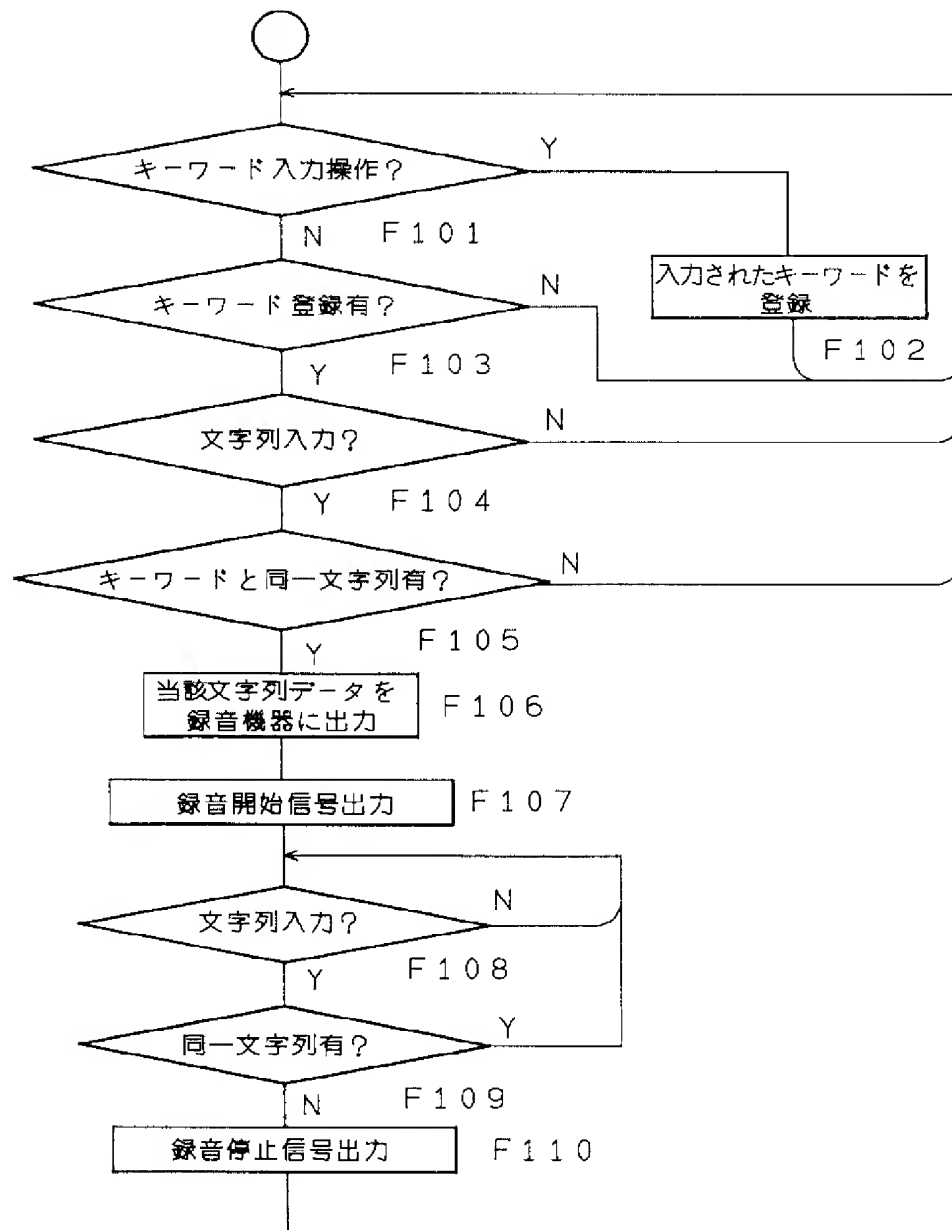 キーワード入力操作?
Y
N
F101
入力されたキーワードを
登録
F102
キーワード登録有?
N
Y
F103
文字列入力?
N
Y
F104
キーワードと同一文字列有?
N
Y
F105
当該文字列データを
録音機器に出力
F106
録音開始信号出力
F107
文字列入力?
N
Y
F108
同一文字列有?
Y
N
F109
録音停止信号出力
F110